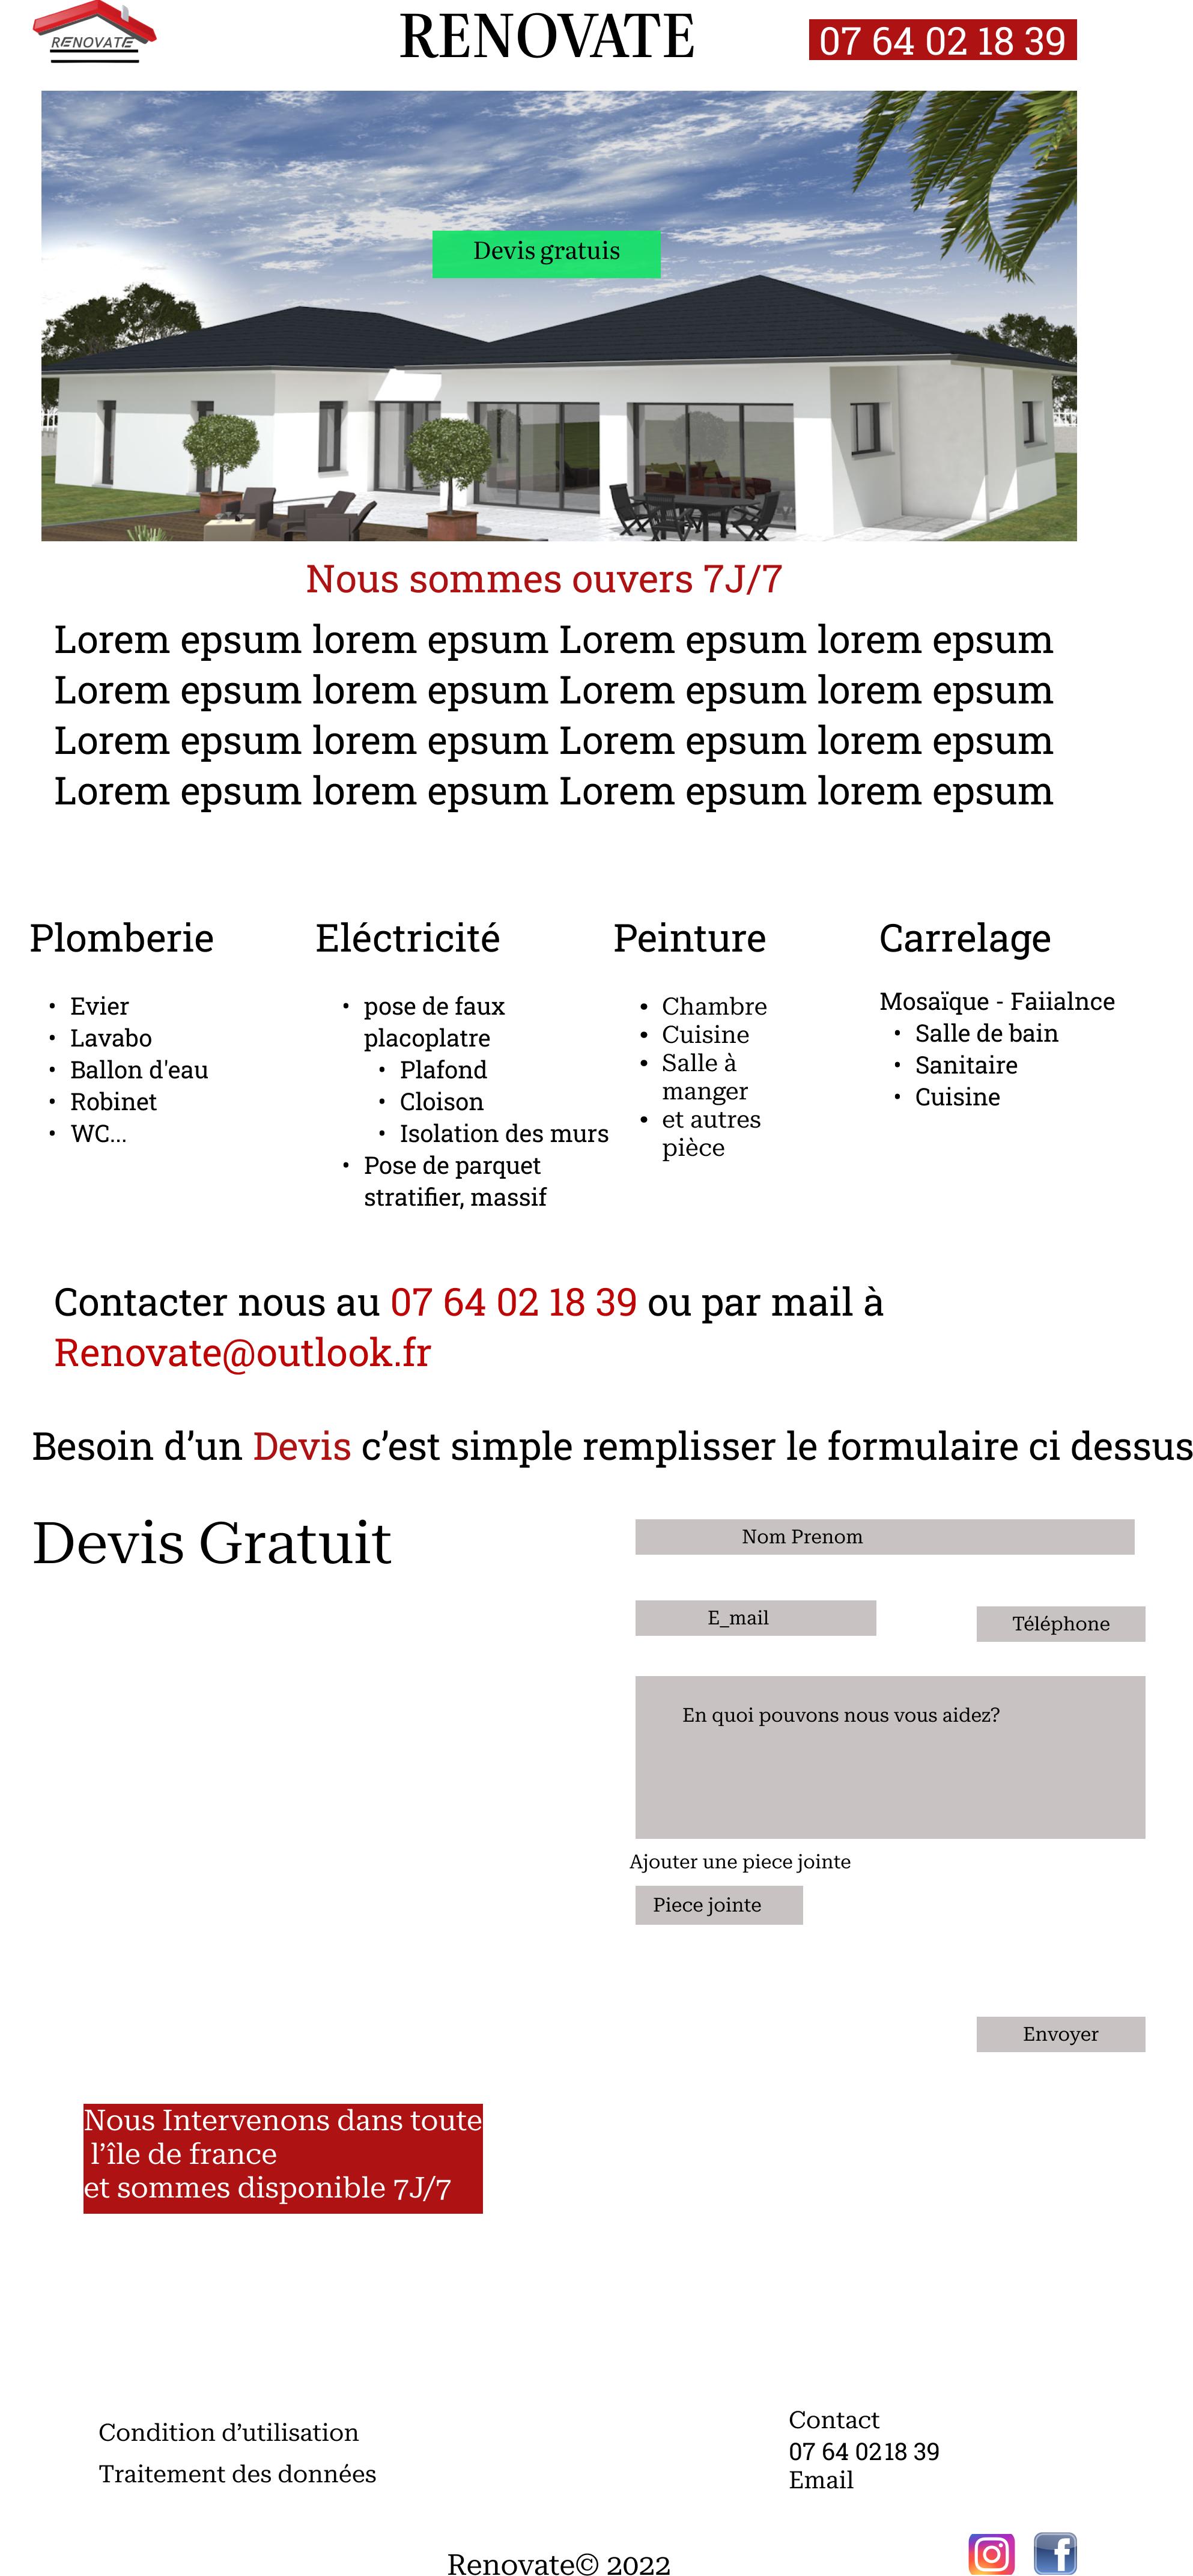 RENOVATE
RENOVATE
07 64 02 18 39
Devis gratuis
Nous sommes ouvers 7J/7
Lorem epsum lorem epsum Lorem epsum lorem epsum
Lorem epsum lorem epsum Lorem epsum lorem epsum
Lorem epsum lorem epsum Lorem epsum lorem epsum
Lorem epsum lorem epsum Lorem epsum lorem epsum
Plomberie
• Evier
• Lavabo
• Ballon d'eau
• Robinet
• WC...
Eléctricité
• pose de faux
placoplatre
• Plafond
• Cloison
• Isolation des murs
• Pose de parquet
stratifier, massif
Peinture
• Chambre
• Cuisine
• Salle à
manger
• et autres
pièce
Carrelage
Mosaïque - Faiialnce
• Salle de bain
• Sanitaire
• Cuisine
Contacter nous au 07 64 02 18 39 ou par mail à
Renovate@outlook.fr
Besoin d’un Devis c’est simple remplisser le formulaire ci dessus
Devis Gratuit
Nom Prenom
E_mail
Téléphone
En quoi pouvons nous vous aidez?
Ajouter une piece jointe
Piece jointe
Envoyer
Nous Intervenons dans toute
l’île de france
et sommes disponible 7J/7
Condition d’utilisation
Traitement des données
Contact
07 64 0218 39
Email
Renovate© 2022